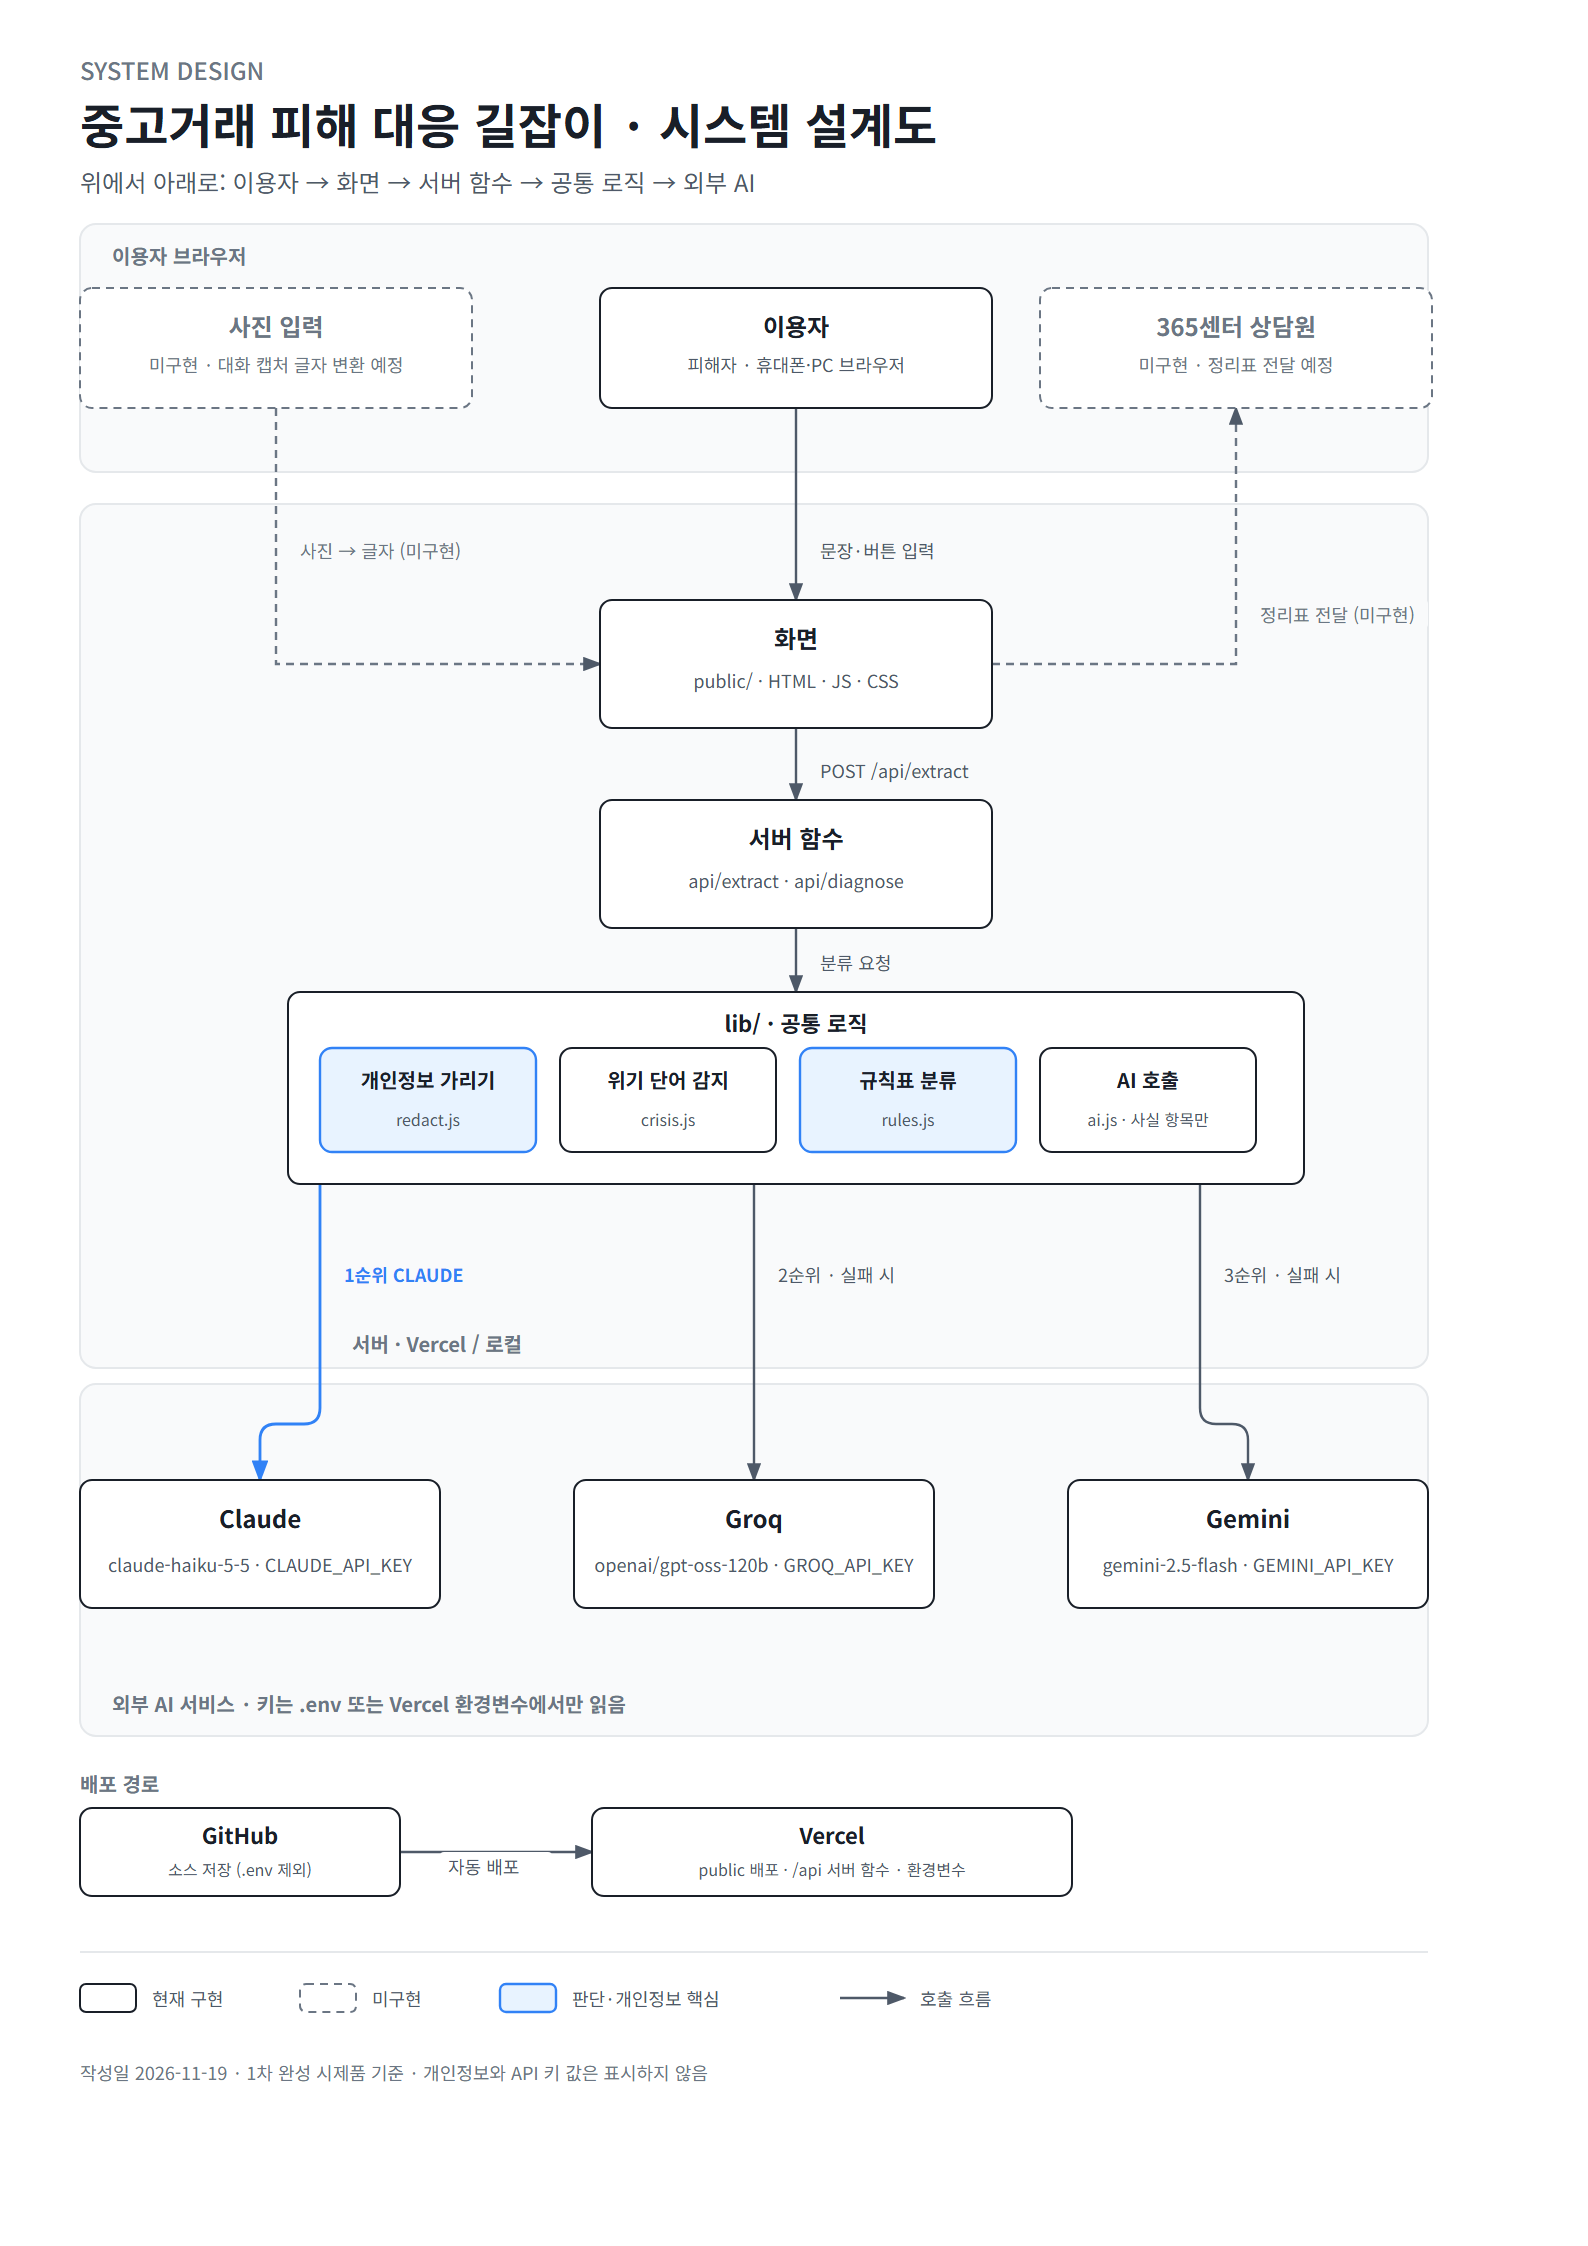 SYSTEM DESIGN
중고거래 피해 대응 길잡이 · 시스템 설계도
위에서 아래로: 이용자 → 화면 → 서버 함수 → 공통 로직 → 외부 AI
이용자 브라우저
사진 입력
미구현 · 대화 캡처 글자 변환 예정
이용자
피해자 · 휴대폰·PC 브라우저
365센터 상담원
미구현 · 정리표 전달 예정
사진 → 글자 (미구현)
문장·버튼 입력
정리표 전달 (미구현)
화면
public/ · HTML · JS · CSS
POST /api/extract
서버 함수
api/extract · api/diagnose
분류 요청
lib/ · 공통 로직
개인정보 가리기
redact.js
위기 단어 감지
crisis.js
규칙표 분류
rules.js
AI 호출
ai.js · 사실 항목만
1순위 CLAUDE
2순위 · 실패 시
3순위 · 실패 시
서버 · Vercel / 로컬
Claude
claude-haiku-5-5 · CLAUDE_API_KEY
Groq
openai/gpt-oss-120b · GROQ_API_KEY
Gemini
gemini-2.5-flash · GEMINI_API_KEY
외부 AI 서비스 · 키는 .env 또는 Vercel 환경변수에서만 읽음
배포 경로
GitHub
소스 저장 (.env 제외)
자동 배포
Vercel
public 배포 · /api 서버 함수 · 환경변수
현재 구현
미구현
판단·개인정보 핵심
호출 흐름
작성일 2026-11-19 · 1차 완성 시제품 기준 · 개인정보와 API 키 값은 표시하지 않음